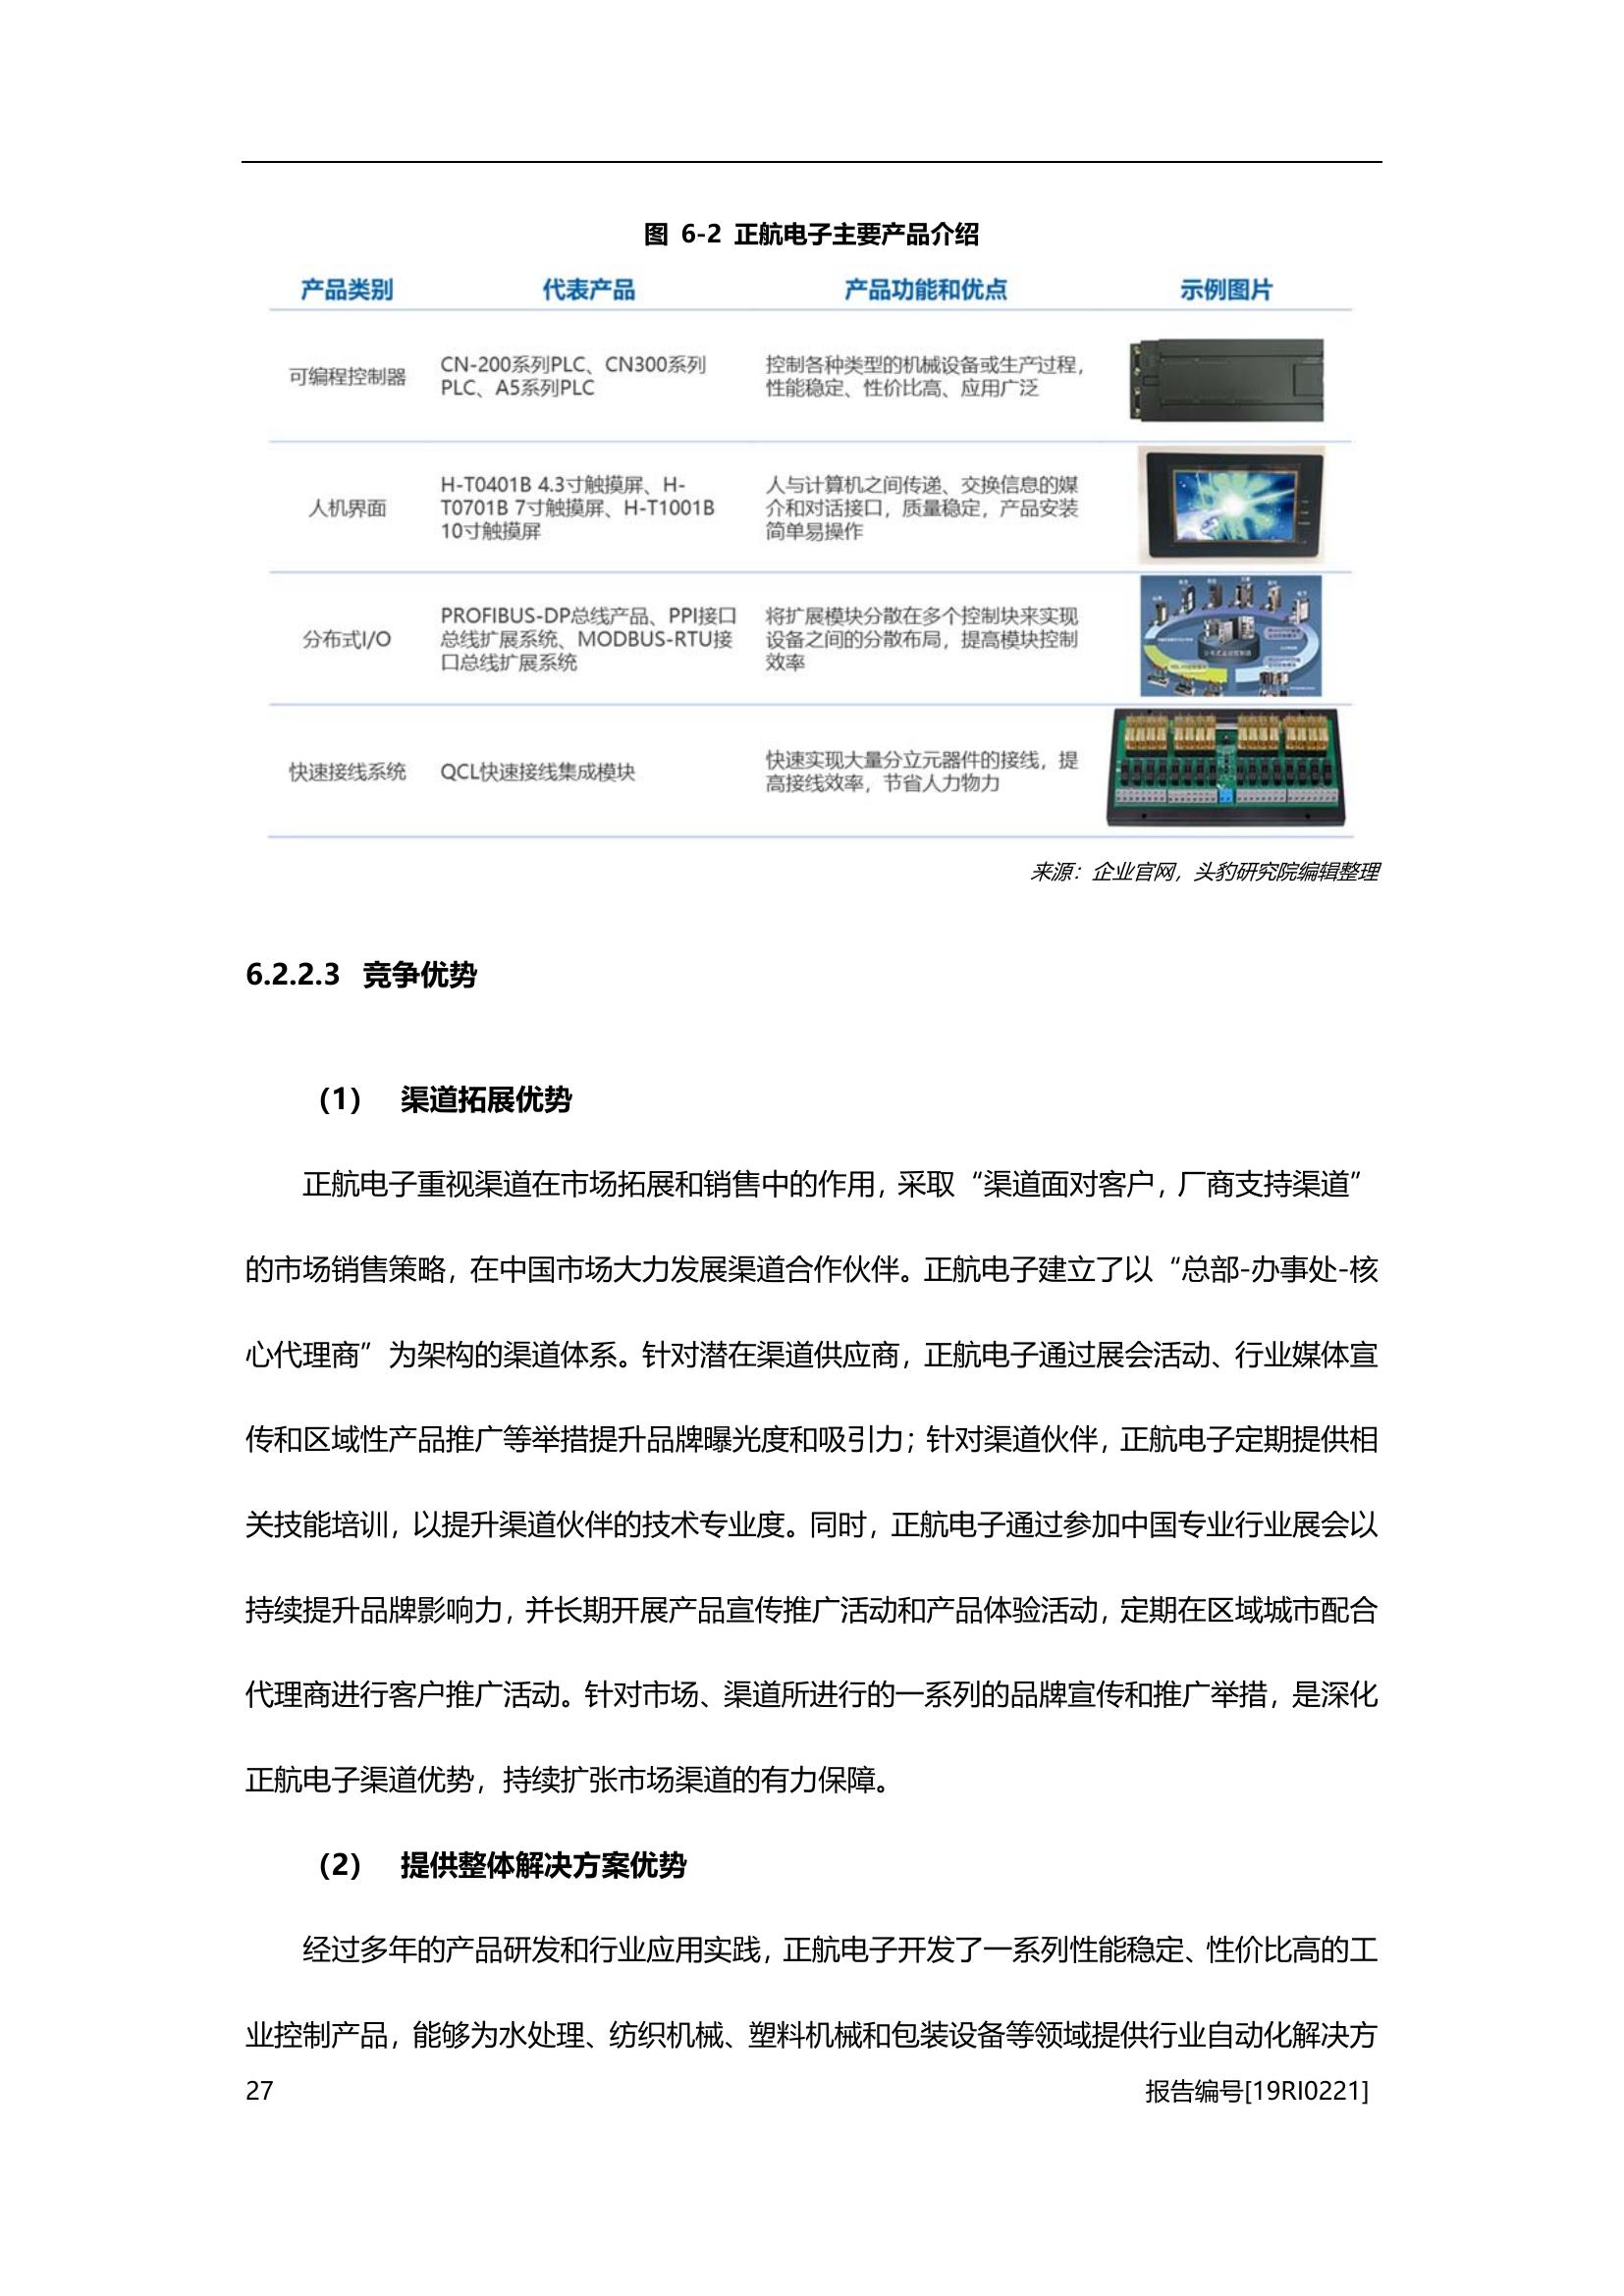 图 6-2 正航电子主要产品介绍
产品类别 代表产品 产品功能和优点 示例图片
可编程控制器
CN-200系列PLC、CN300系列
PLC、A5系列PLC
控制各种类型的机械设备或生产过程，
性能稳定、性价比高、应用广泛
人机界面
H-T0401B 4.3寸触摸屏、H-
T0701B 7寸触摸屏、H-T1001B
10寸触摸屏
人与计算机之间传递、交换信息的媒
介和对话接口，质量稳定，产品安装
简单易操作
分布式I/O
PROFIBUS-DP总线产品、PPI接口
总线扩展系统、MODBUS-RTU接
口总线扩展系统
将扩展模块分散在多个控制块来实现
设备之间的分散布局，提高模块控制
效率
快速接线系统
QCL快速接线集成模块
快速实现大量分立元器件的接线，提
高接线效率，节省人力物力
来源：企业官网，头豹研究院编辑整理
6.2.2.3 竞争优势
（1） 渠道拓展优势
正航电子重视渠道在市场拓展和销售中的作用，采取“渠道面对客户，厂商支持渠道”
的市场销售策略，在中国市场大力发展渠道合作伙伴。正航电子建立了以“总部-办事处-核
心代理商”为架构的渠道体系。针对潜在渠道供应商，正航电子通过展会活动、行业媒体宣
传和区域性产品推广等举措提升品牌曝光度和吸引力；针对渠道伙伴，正航电子定期提供相
关技能培训，以提升渠道伙伴的技术专业度。同时，正航电子通过参加中国专业行业展会以
持续提升品牌影响力，并长期开展产品宣传推广活动和产品体验活动，定期在区域城市配合
代理商进行客户推广活动。针对市场、渠道所进行的一系列的品牌宣传和推广举措，是深化
正航电子渠道优势，持续扩张市场渠道的有力保障。
（2） 提供整体解决方案优势
经过多年的产品研发和行业应用实践，正航电子开发了一系列性能稳定、性价比高的工
业控制产品，能够为水处理、纺织机械、塑料机械和包装设备等领域提供行业自动化解决方
27 报告编号[19RI0221]